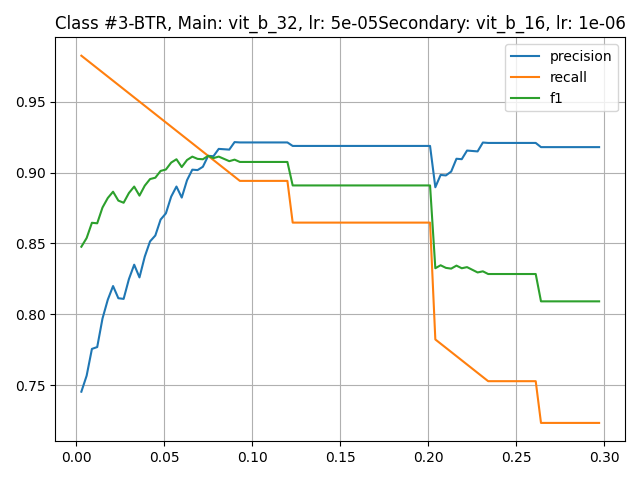 Class #3-BTR, Main: vit_b_32, lr: 5e-05Secondary: vit_b_16, lr: 1e-06
precision
recall
f1
0.95
0.90
0.85
0.80
0.75
0.00 0.05 0.10 0.15 0.20 0.25 0.30